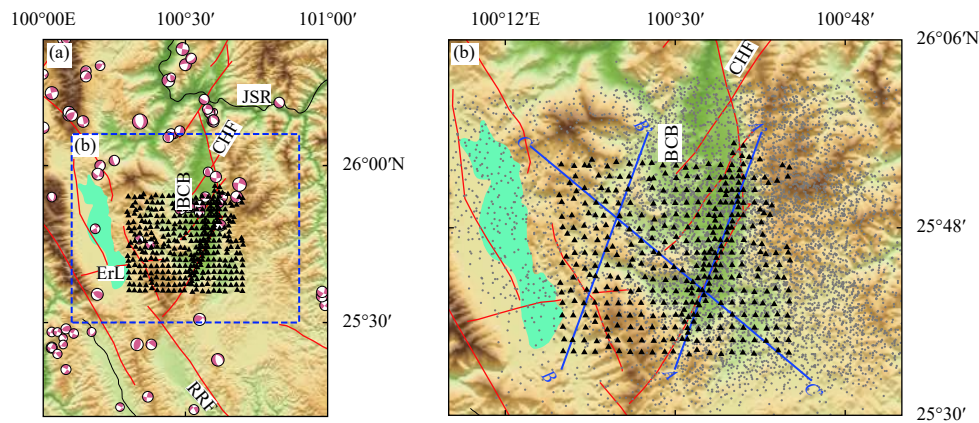 100°00′E 100°30′ 101°00′
100°12′E 100°30′ 100°48′
(a)
JSR
CHF
(b)
BCB
ErL
RRF
26°00′N
25°30′
(b)
CHF
BCB
B′
C
A′
B
A
C′
26°06′N
25°48′
25°30′